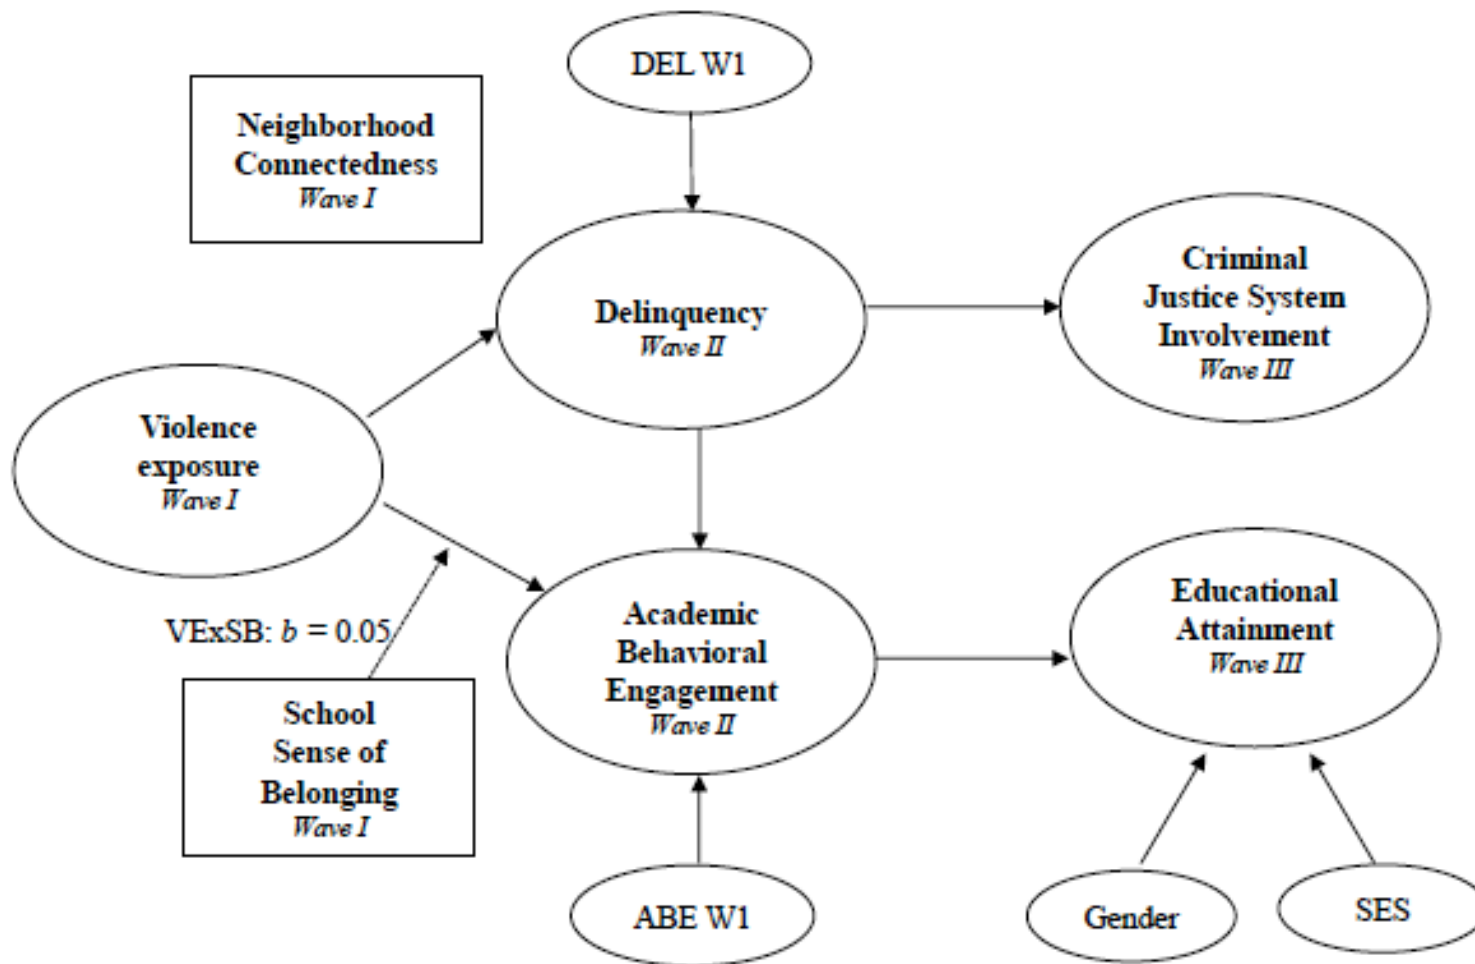 DEL W1
Neighborhood
Connectedness
Wave I
Delinquency
Wave II
Criminal
Justice System
Involvement
Wave III
Violence
exposure
Wave I
VExSB: b = 0.05
School
Sense of
Belonging
Wave I
Academic
Behavioral
Engagement
Wave II
Educational
Attainment
Wave III
ABE W1
Gender
SES